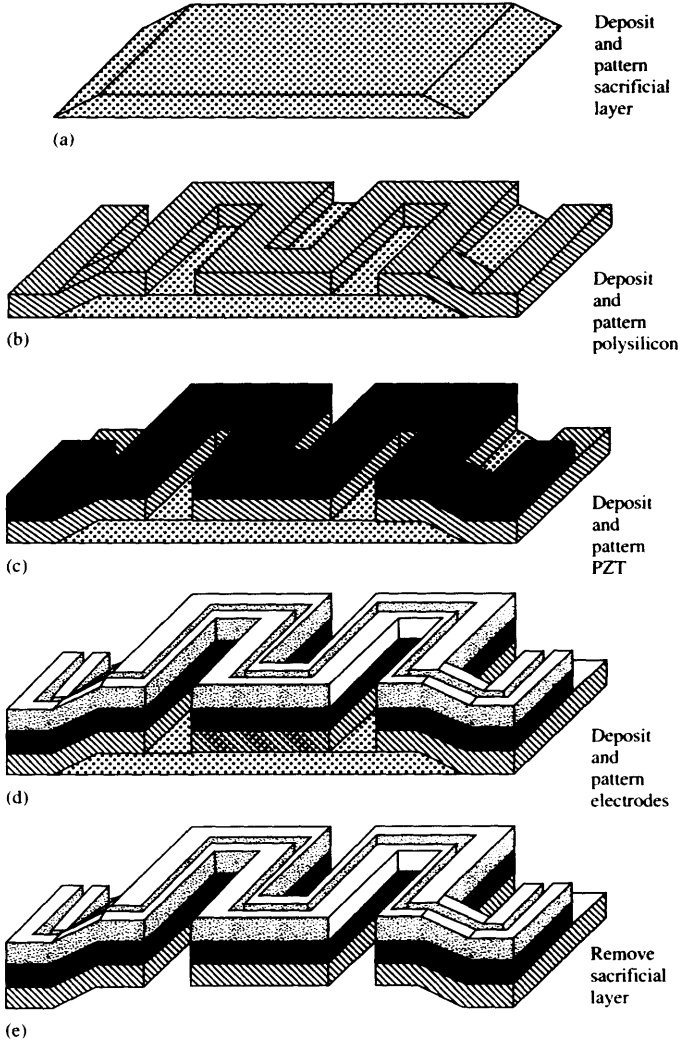 Deposit
and
pattern
sacrificial
layer
(a)
Deposit
and
pattern
polysilicon
(b)
Deposit
and
pattern
PZT
(c)
Deposit
and
pattern
electrodes
(d)
Remove
sacrificial
layer
(e)